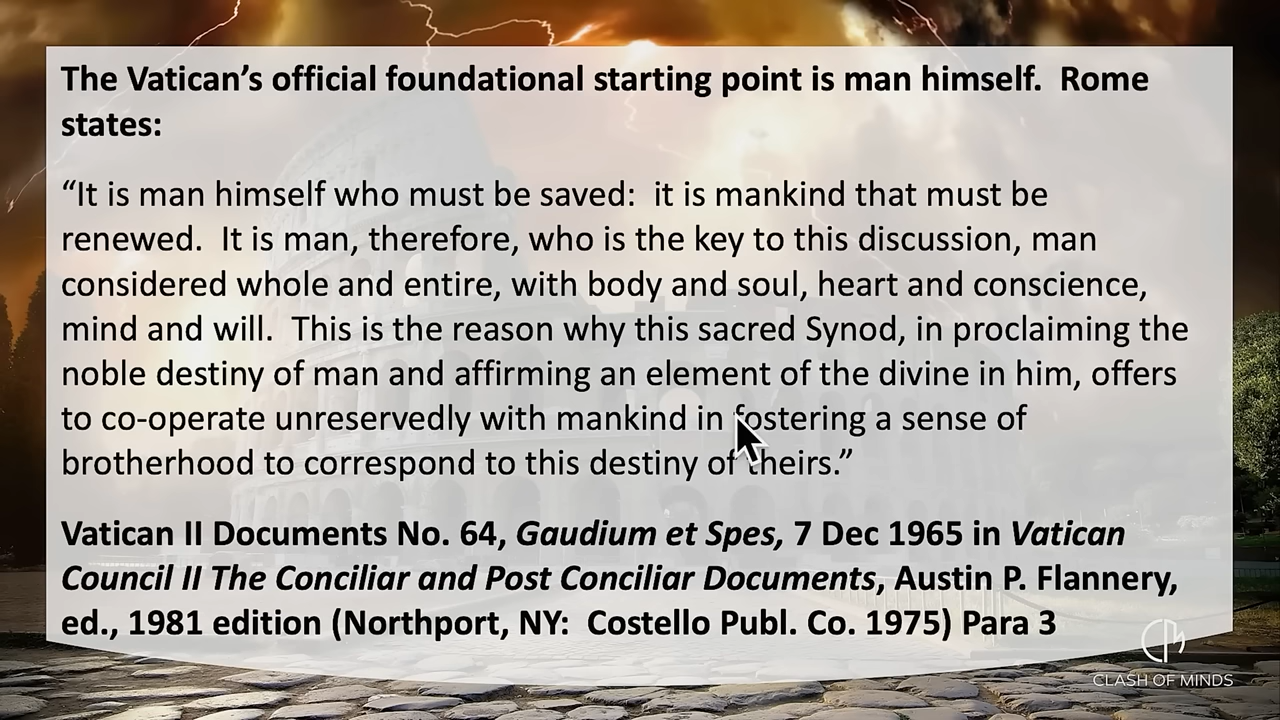 The Vatican’s official foundational starting point is man himself.  Rome
states:
“It is man himself who must be saved:  it is mankind that must be
renewed.  It is man, therefore, who is the key to this discussion, man
considered whole and entire, with body and soul, heart and conscience,
mind and will.  This is the reason why this sacred Synod, in proclaiming the
noble destiny of man and affirming an element of the divine in him, offers
to co-operate unreservedly with mankind in fostering a sense of
brotherhood to correspond to this destiny of theirs.”
Vatican II Documents No. 64, Gaudium et Spes, 7 Dec 1965 in Vatican
Council II The Conciliar and Post Conciliar Documents, Austin P. Flannery,
ed., 1981 edition (Northport, NY:  Costello Publ. Co. 1975) Para 3
CLASH OF MINDS